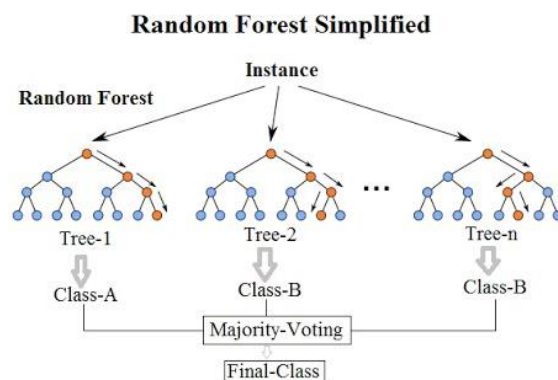 Random Forest Simplified
Instance
Random Forest
...
Tree-1
Tree-2
Tree-n
Class-A
Class-B
Class-B
Majority-Voting
Final-Class